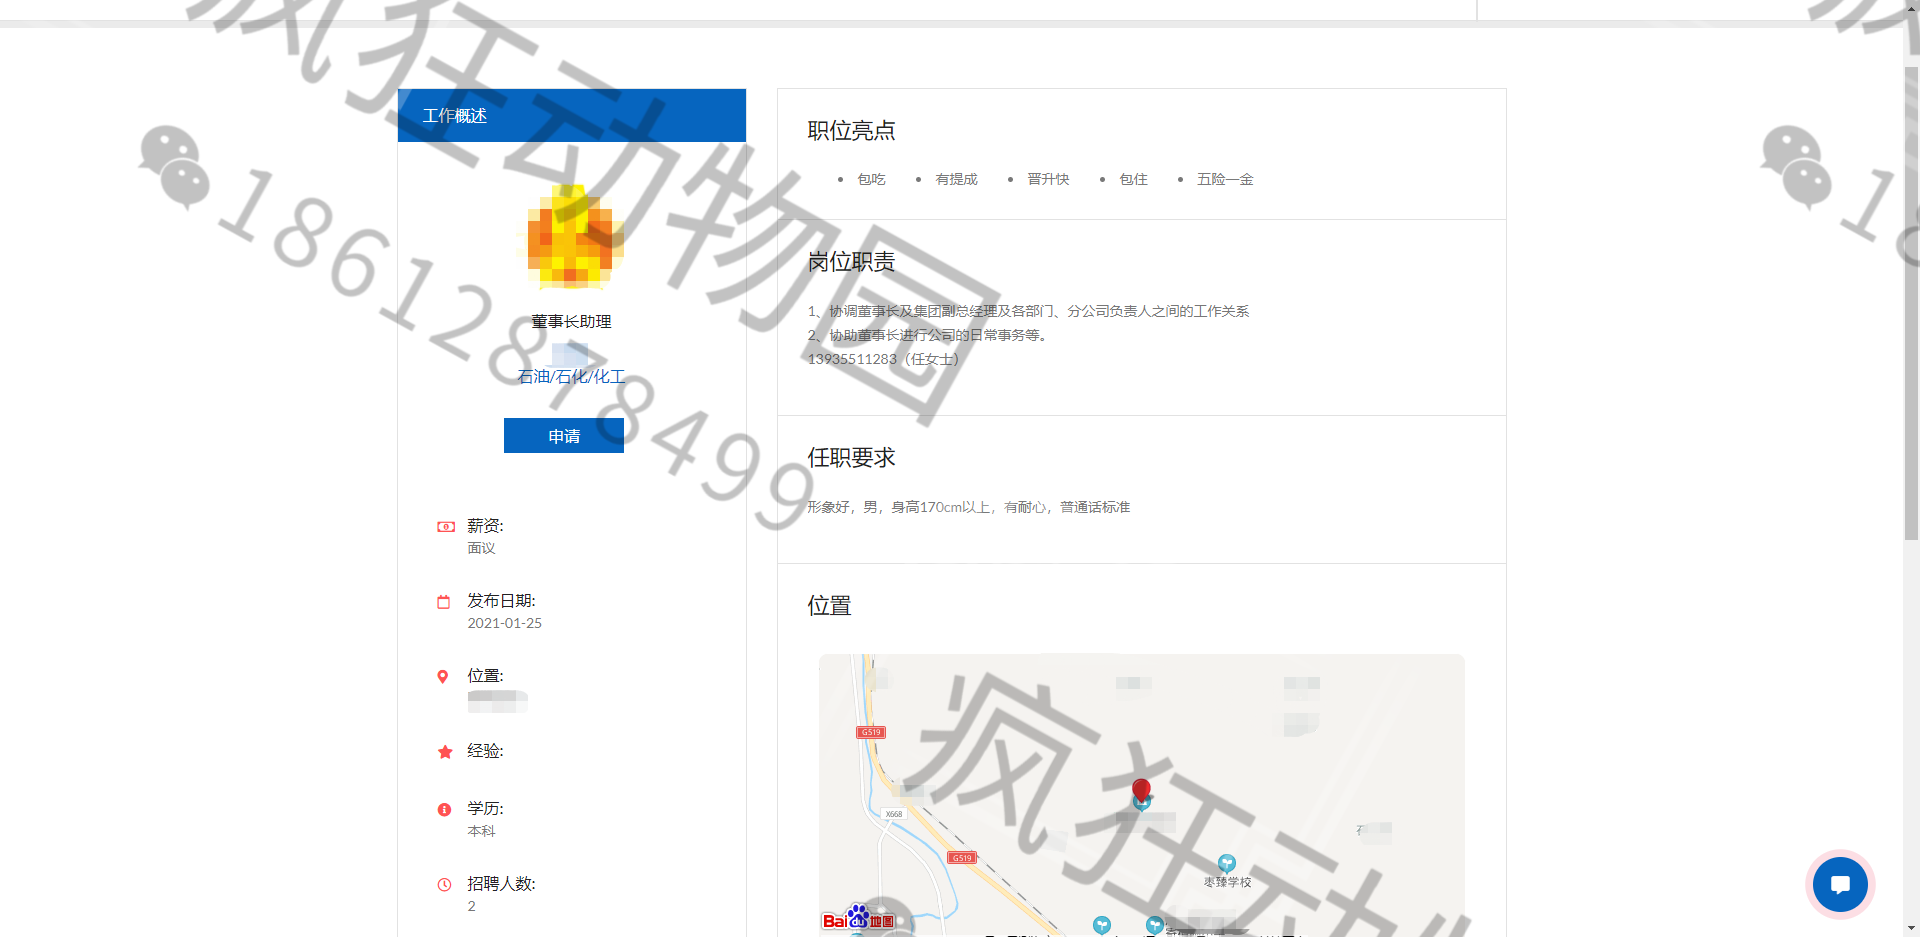 工作概述
董事长助理
石油/石化/化工
申请
薪资:
面议
发布日期:
2021-01-25
位置:
经验:
学历:
本科
招聘人数:
2
职位亮点
包吃
有提成
晋升快
包住
五险一金
岗位职责
1、协调董事长及集团副总经理及各部门、分公司负责人之间的工作关系
2、协助董事长进行公司的日常事务等。
13935511283（任女士）
任职要求
形象好，男，身高170cm以上，有耐心，普通话标准
位置
G519
X668
G519
枣臻学校
Baidu地图
疯狂动物园
18612878499
疯狂动